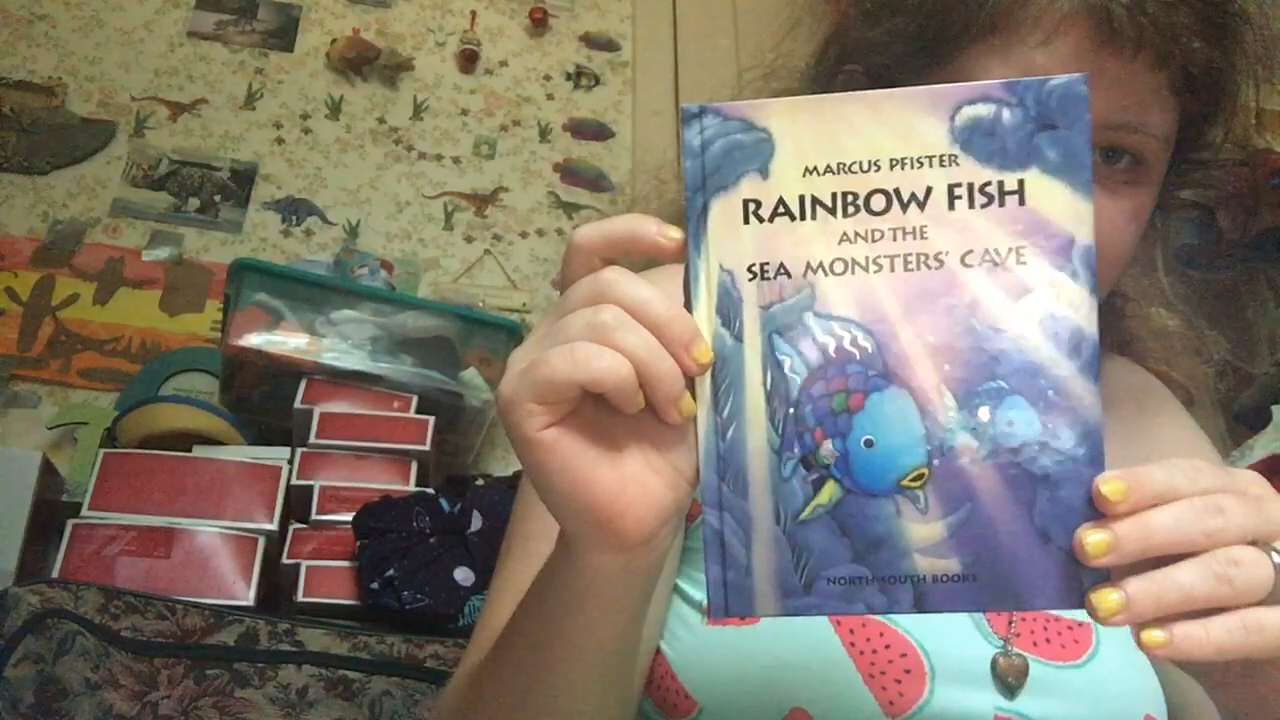 MARCUS PFISTER
RAINBOW FISH
AND THE
SEA MONSTERS' CAVE
NORTH-SOUTH BOOKS